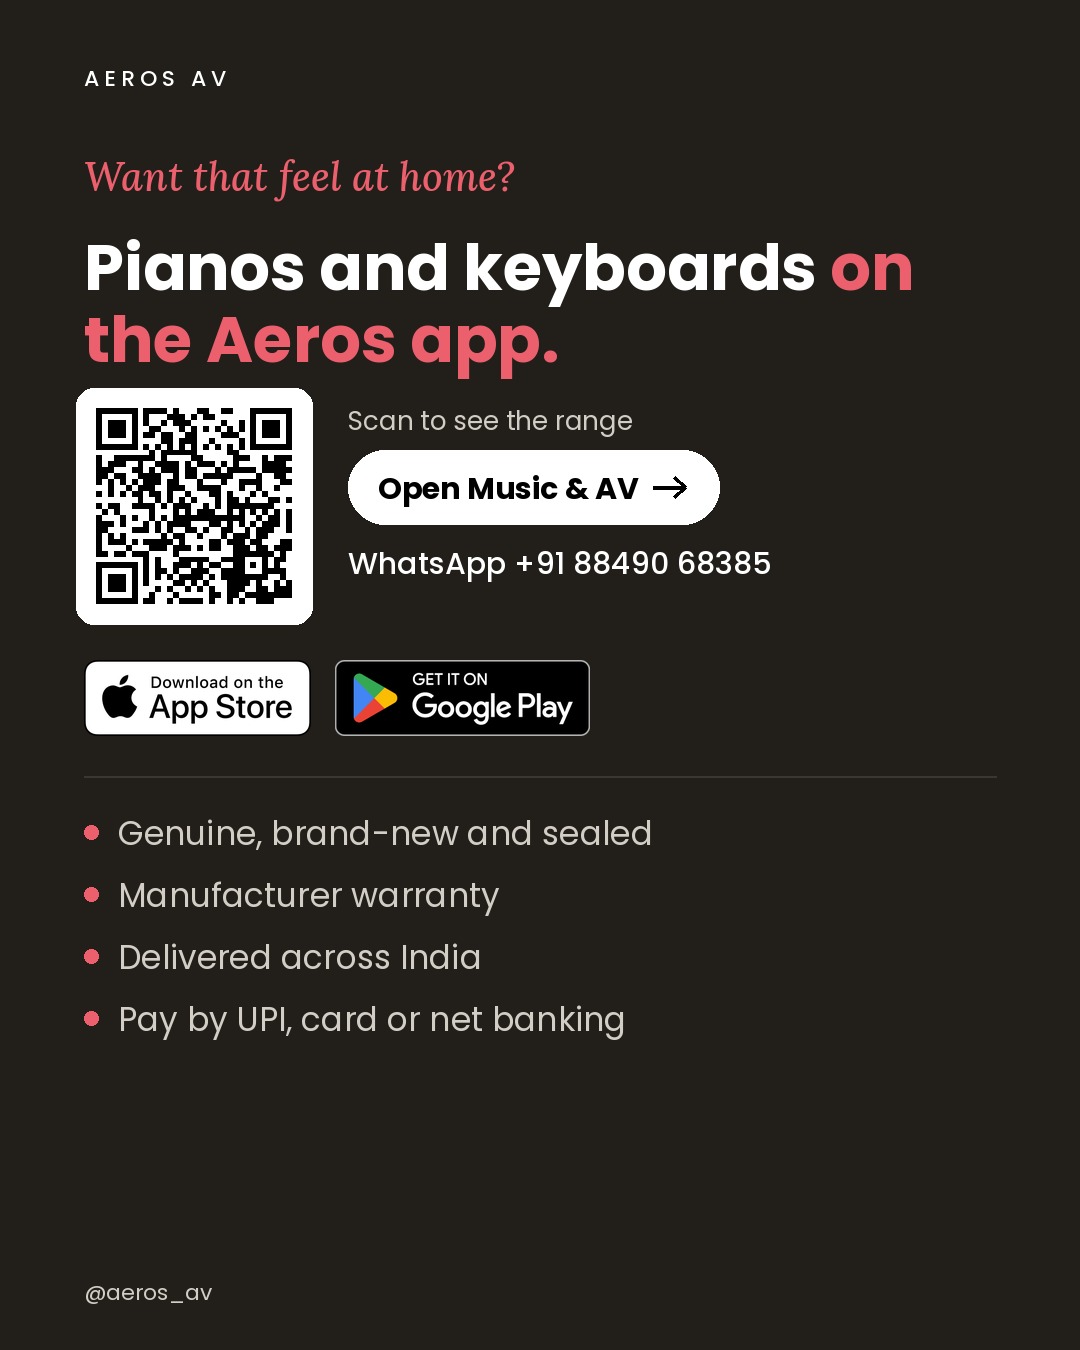 AEROS AV
Want that feel at home?
Pianos and keyboards on
the Aeros app.
Scan to see the range
Open Music & AV →
WhatsApp +91 88490 68385
Download on the
App Store
GET IT ON
Google Play
Genuine, brand-new and sealed
Manufacturer warranty
Delivered across India
Pay by UPI, card or net banking
@aeros_av